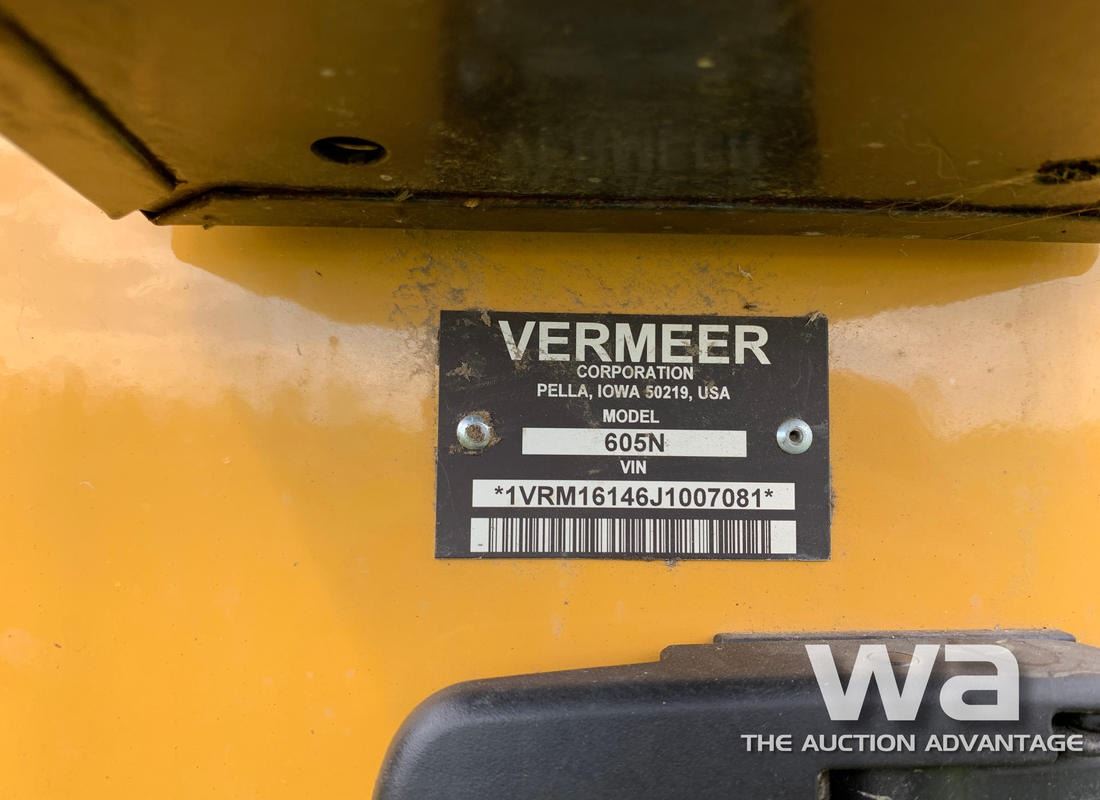 VERMEER
CORPORATION
PELLA, IOWA 50219, USA
MODEL
605N
VIN
*1VRM16146J1007081*
wa
THE AUCTION ADVANTAGE